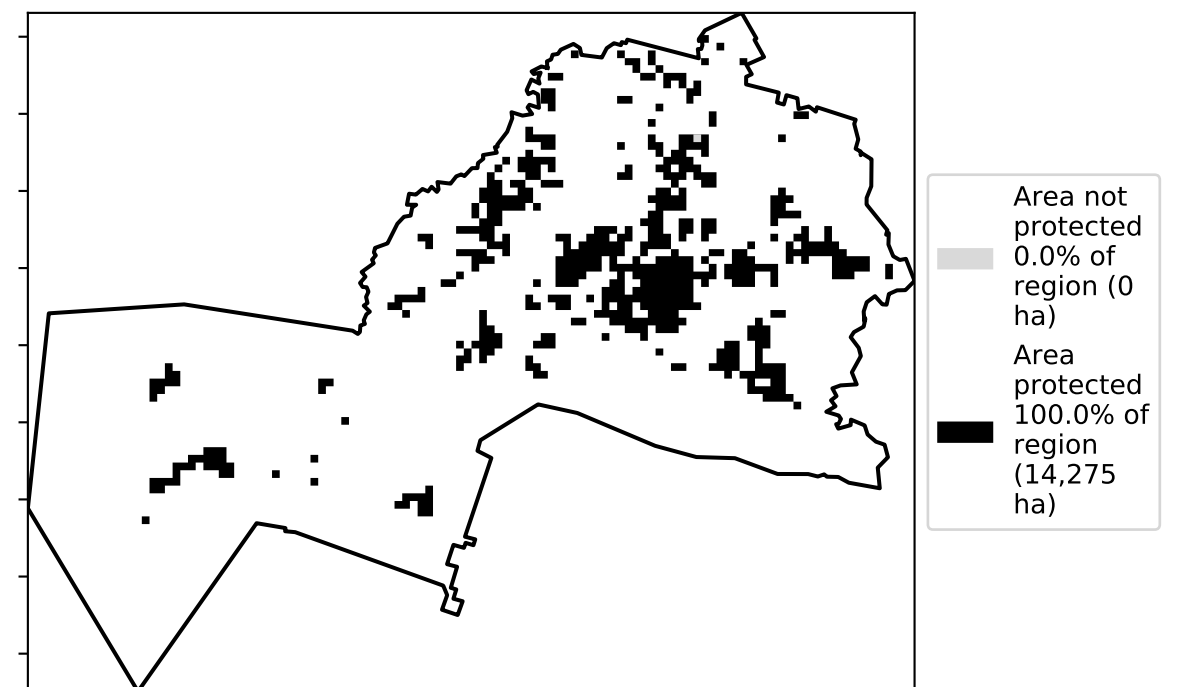 Area not
protected
0.0% of
region (0
ha)
Area
protected
100.0% of
region
(14,275
ha)